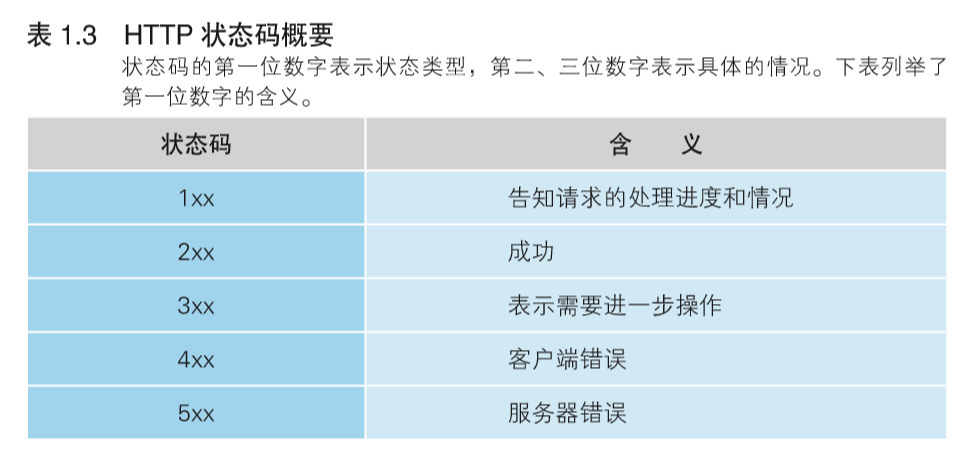 表 1.3 HTTP 状态码概要
状态码的第一位数字表示状态类型，第二、三位数字表示具体的情况。下表列举了
第一位数字的含义。
状态码 含 义
1xx 告知请求的处理进度和情况
2xx 成功
3xx 表示需要进一步操作
4xx 客户端错误
5xx 服务器错误